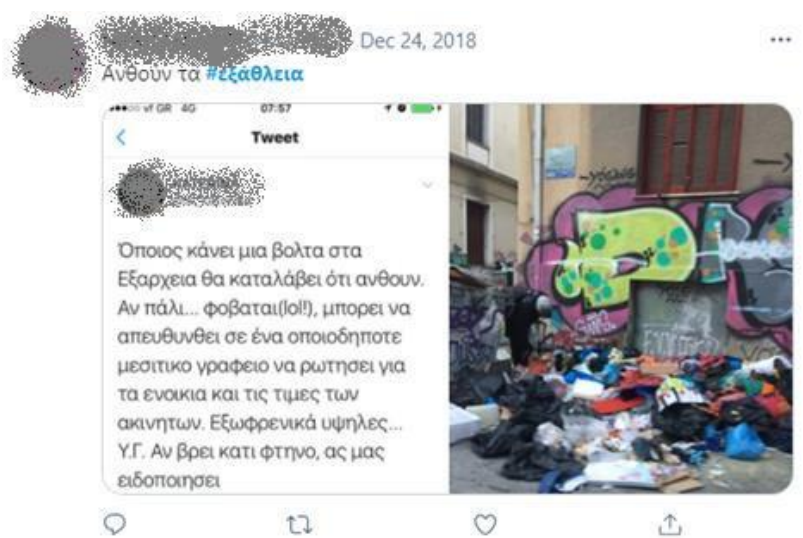 Dec 24, 2018
Ανθούν τα #εξάθλεια
vf GR 4G 07:57
Tweet
Όποιος κάνει μια βολτα στα
Εξαρχεια θα καταλάβει ότι ανθουν.
Αν πάλι... φοβαται(lol!), μπορει να
απευθυνθει σε ένα οποιοδηποτε
μεσιτικο γραφειο να ρωτησει για
τα ενοικια και τις τιμες των
ακινητων. Εξωφρενικά υψηλες...
Υ.Γ. Αν βρει κατι φτηνο, ας μας
ειδοποιησει